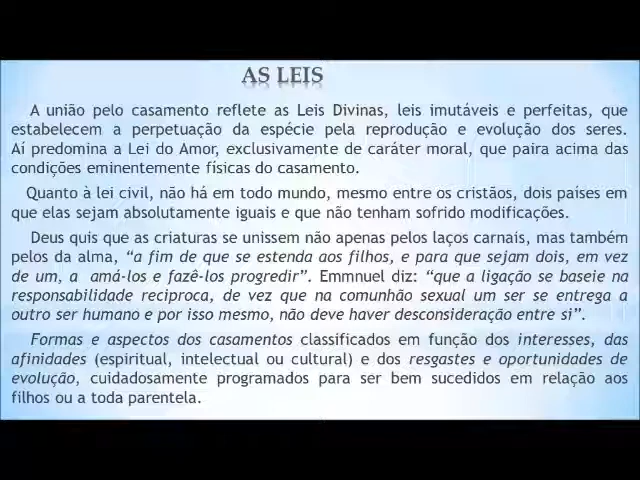 AS LEIS
A união pelo casamento reflete as Leis Divinas, leis imutáveis e perfeitas, que
estabelecem a perpetuação da espécie pela reprodução e evolução dos seres.
Aí predomina a Lei do Amor, exclusivamente de caráter moral, que paira acima das
condições eminentemente físicas do casamento.
Quanto à lei civil, não há em todo mundo, mesmo entre os cristãos, dois países em
que elas sejam absolutamente iguais e que não tenham sofrido modificações.
Deus quis que as criaturas se unissem não apenas pelos laços carnais, mas também
pelos da alma, “a fim de que se estenda aos filhos, e para que sejam dois, em vez
de um, a amá-los e fazê-los progredir”. Emmnuel diz: “que a ligação se baseie na
responsabilidade reciproca, de vez que na comunhão sexual um ser se entrega a
outro ser humano e por isso mesmo, não deve haver desconsideração entre si”.
Formas e aspectos dos casamentos classificados em função dos interesses, das
afinidades (espiritual, intelectual ou cultural) e dos resgastes e oportunidades de
evolução, cuidadosamente programados para ser bem sucedidos em relação aos
filhos ou a toda parentela.